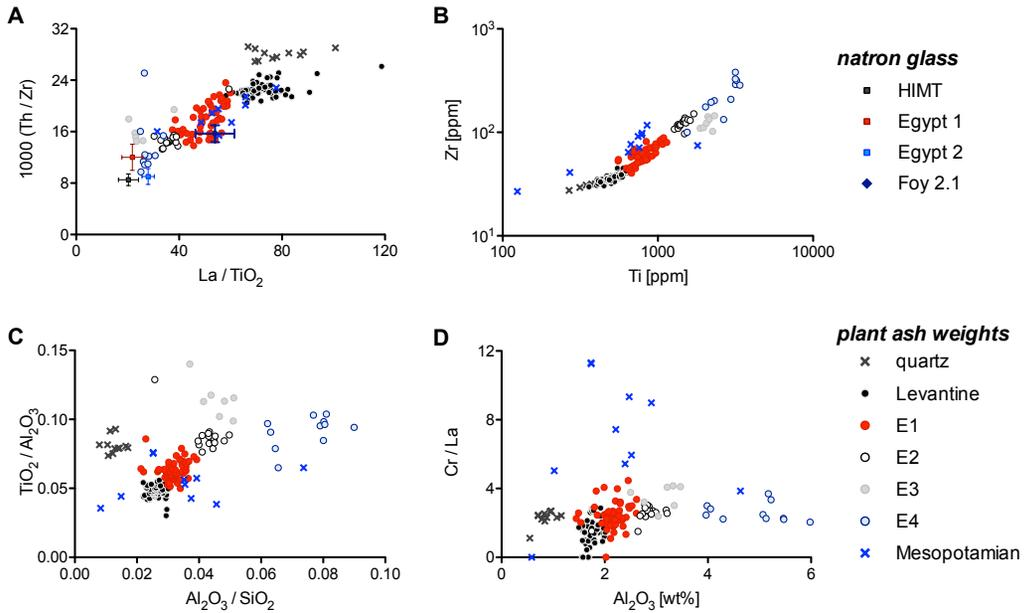 A
32
24
16
8
0
1000 (Th / Zr)
0 40 80 120
La / TiO₂
B
10³
10²
10¹
Zr [ppm]
100 1000 10000
Ti [ppm]
natron glass
HIMT
Egypt 1
Egypt 2
Foy 2.1
C
0.15
0.10
0.05
0.00
TiO₂ / Al₂O₃
0.00 0.02 0.04 0.06 0.08 0.10
Al₂O₃ / SiO₂
D
12
8
4
0
Cr / La
0 2 4 6
Al₂O₃ [wt%]
plant ash weights
quartz
Levantine
E1
E2
E3
E4
Mesopotamian